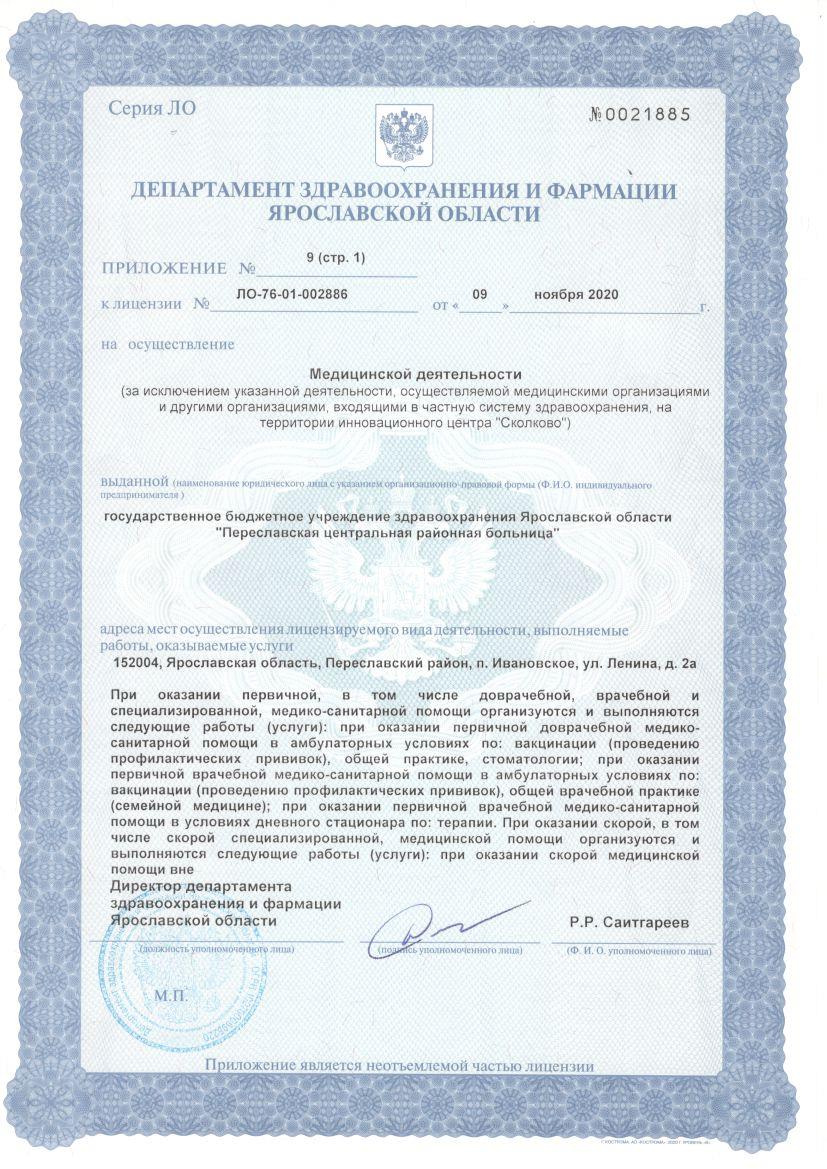 Серия ЛО
№0021885
ДЕПАРТАМЕНТ ЗДРАВООХРАНЕНИЯ И ФАРМАЦИИ
ЯРОСЛАВСКОЙ ОБЛАСТИ
ПРИЛОЖЕНИЕ № 9 (стр. 1)
к лицензии № ЛО-76-01-002886 от « 09 » ноября 2020 г.
на осуществление
Медицинской деятельности
(за исключением указанной деятельности, осуществляемой медицинскими организациями
и другими организациями, входящими в частную систему здравоохранения, на
территории инновационного центра "Сколково")
выданной (наименование юридического лица с указанием организационно-правовой формы (Ф.И.О. индивидуального
предпринимателя )
государственное бюджетное учреждение здравоохранения Ярославской области
"Переславская центральная районная больница"
адреса мест осуществления лицензируемого вида деятельности, выполняемые
работы, оказываемые услуги
152004, Ярославская область, Переславский район, п. Ивановское, ул. Ленина, д. 2а
При оказании первичной, в том числе доврачебной, врачебной и
специализированной, медико-санитарной помощи организуются и выполняются
следующие работы (услуги): при оказании первичной доврачебной медико-
санитарной помощи в амбулаторных условиях по: вакцинации (проведению
профилактических прививок), общей практике, стоматологии; при оказании
первичной врачебной медико-санитарной помощи в амбулаторных условиях по:
вакцинации (проведению профилактических прививок), общей врачебной практике
(семейной медицине); при оказании первичной врачебной медико-санитарной
помощи в условиях дневного стационара по: терапии. При оказании скорой, в том
числе скорой специализированной, медицинской помощи организуются и
выполняются следующие работы (услуги): при оказании скорой медицинской
помощи вне
Директор департамента
здравоохранения и фармации
Ярославской области
Р.Р. Саитгареев
(должность уполномоченного лица)
(подпись уполномоченного лица)
(Ф. И. О. уполномоченного лица)
М.П.
Приложение является неотъемлемой частью лицензии